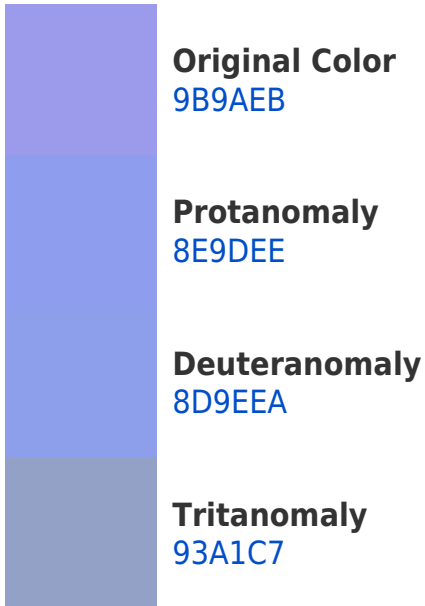 Original Color
9B9AEB
Protanomaly
8E9DEE
Deuteranomaly
8D9EEA
Tritanomaly
93A1C7